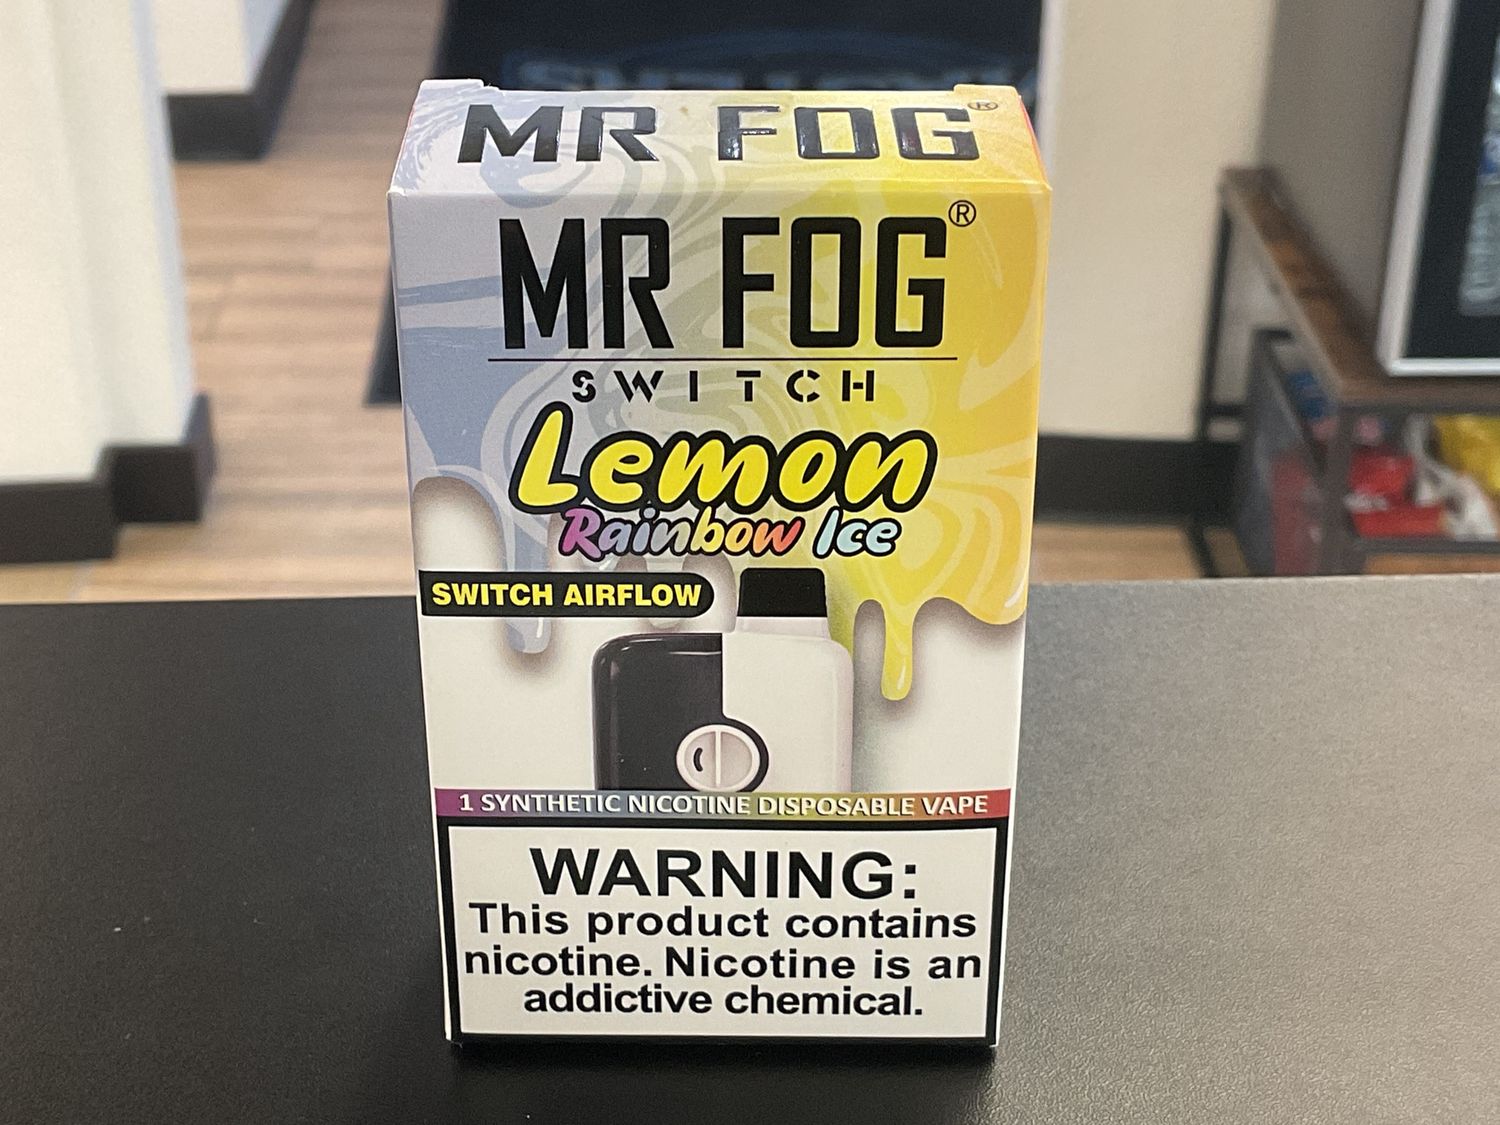 MR FOG®
MR FOG®
SWITCH
Lemon
Rainbow Ice
SWITCH AIRFLOW
1 SYNTHETIC NICOTINE DISPOSABLE VAPE
WARNING:
This product contains
nicotine. Nicotine is an
addictive chemical.